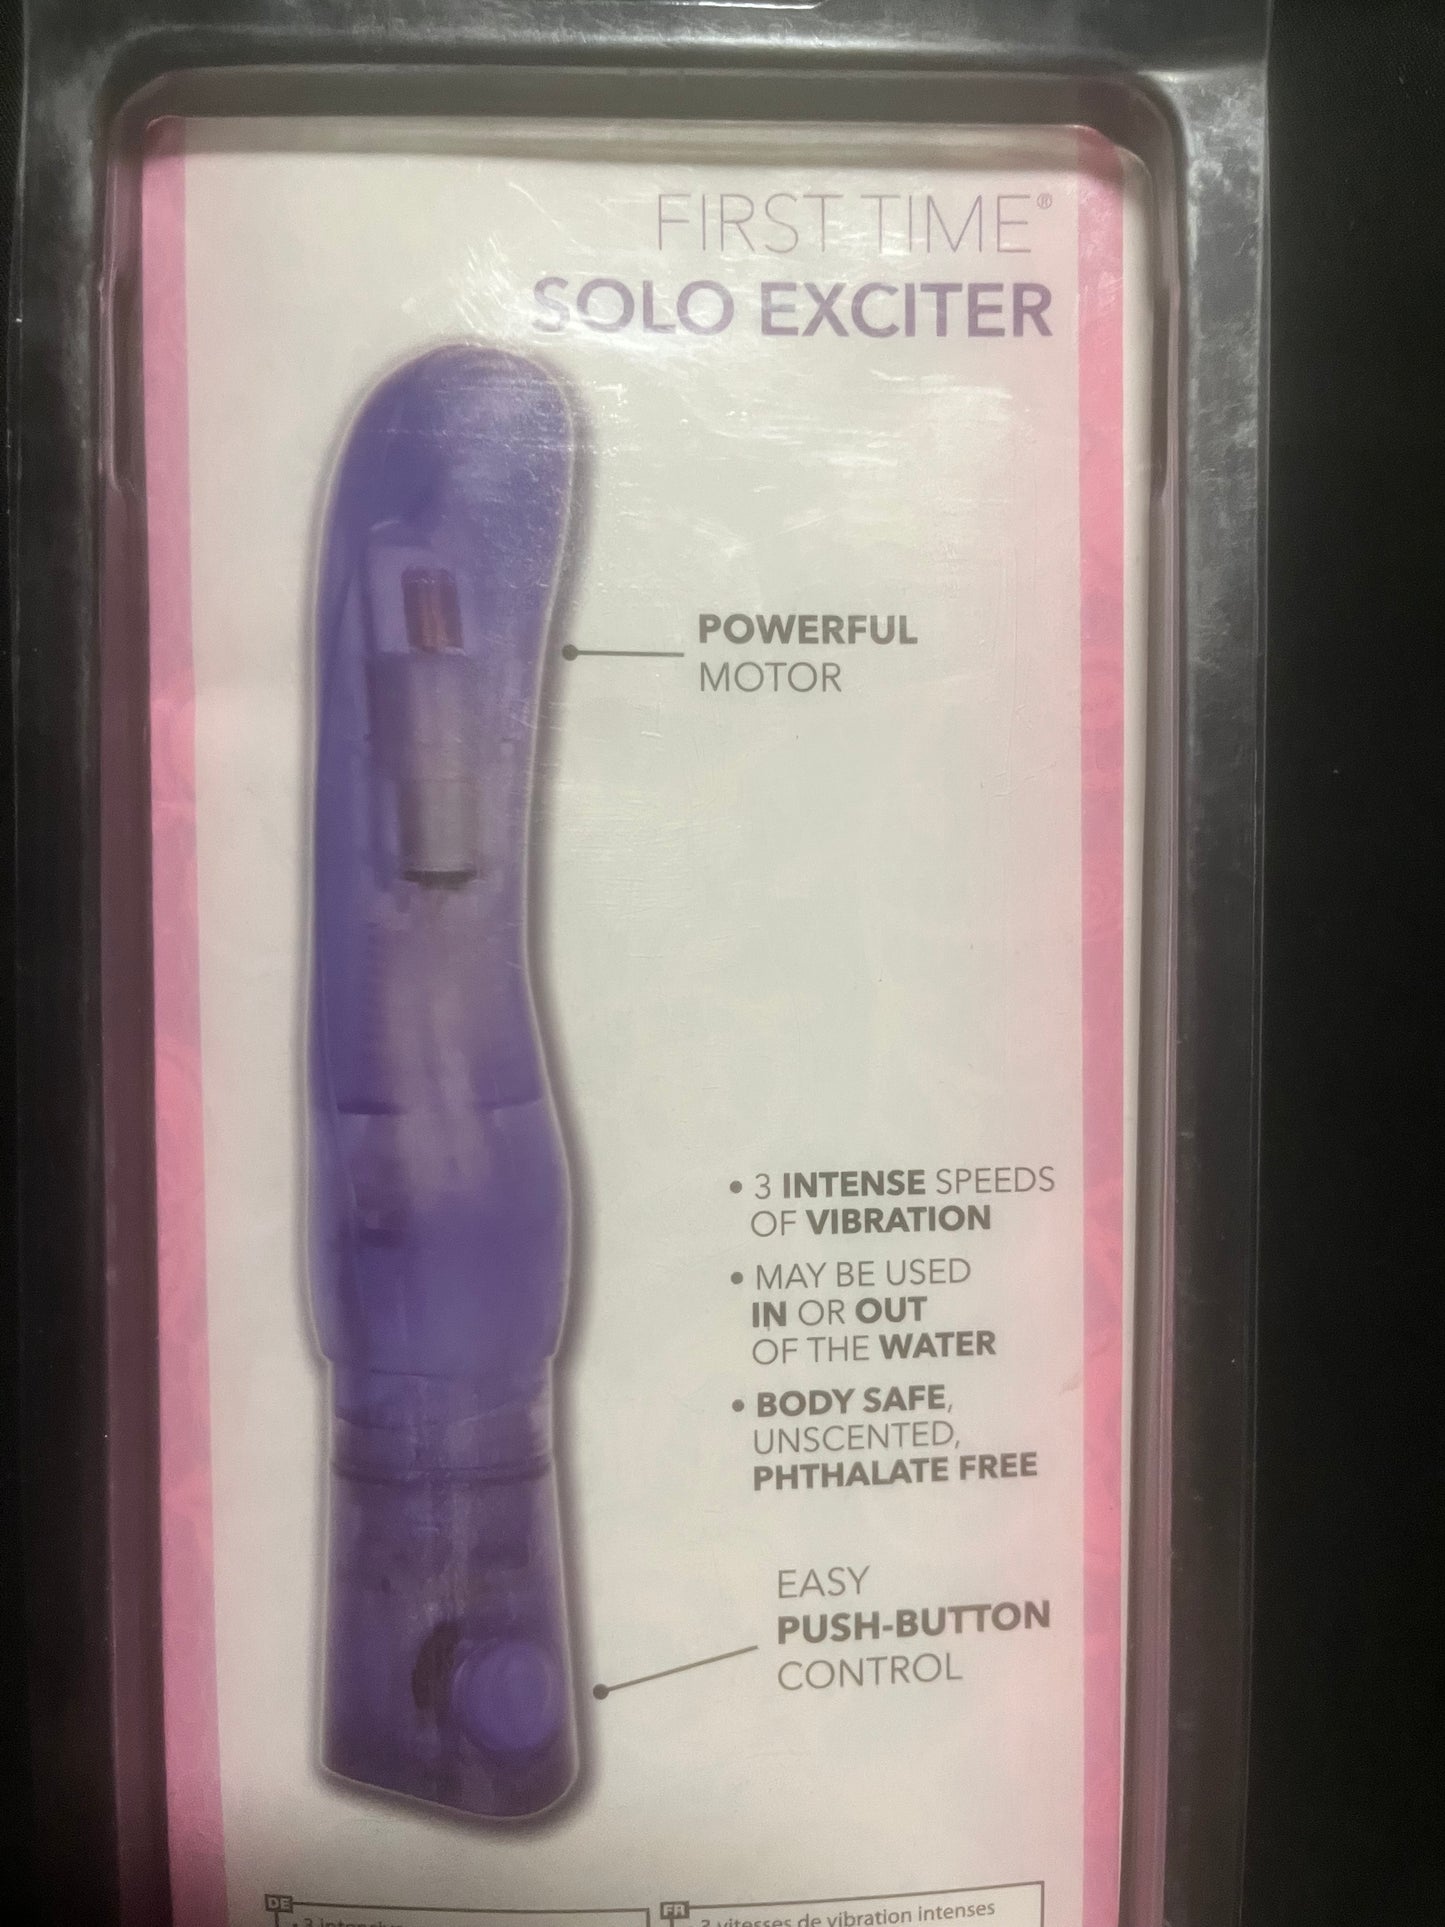 FIRST TIME®
SOLO EXCITER
POWERFUL
MOTOR
• 3 INTENSE SPEEDS
OF VIBRATION
• MAY BE USED
IN OR OUT
OF THE WATER
• BODY SAFE,
UNSCENTED,
PHTHALATE FREE
EASY
PUSH-BUTTON
CONTROL
DE
• 3
FR
3 vitesses de vibration intenses